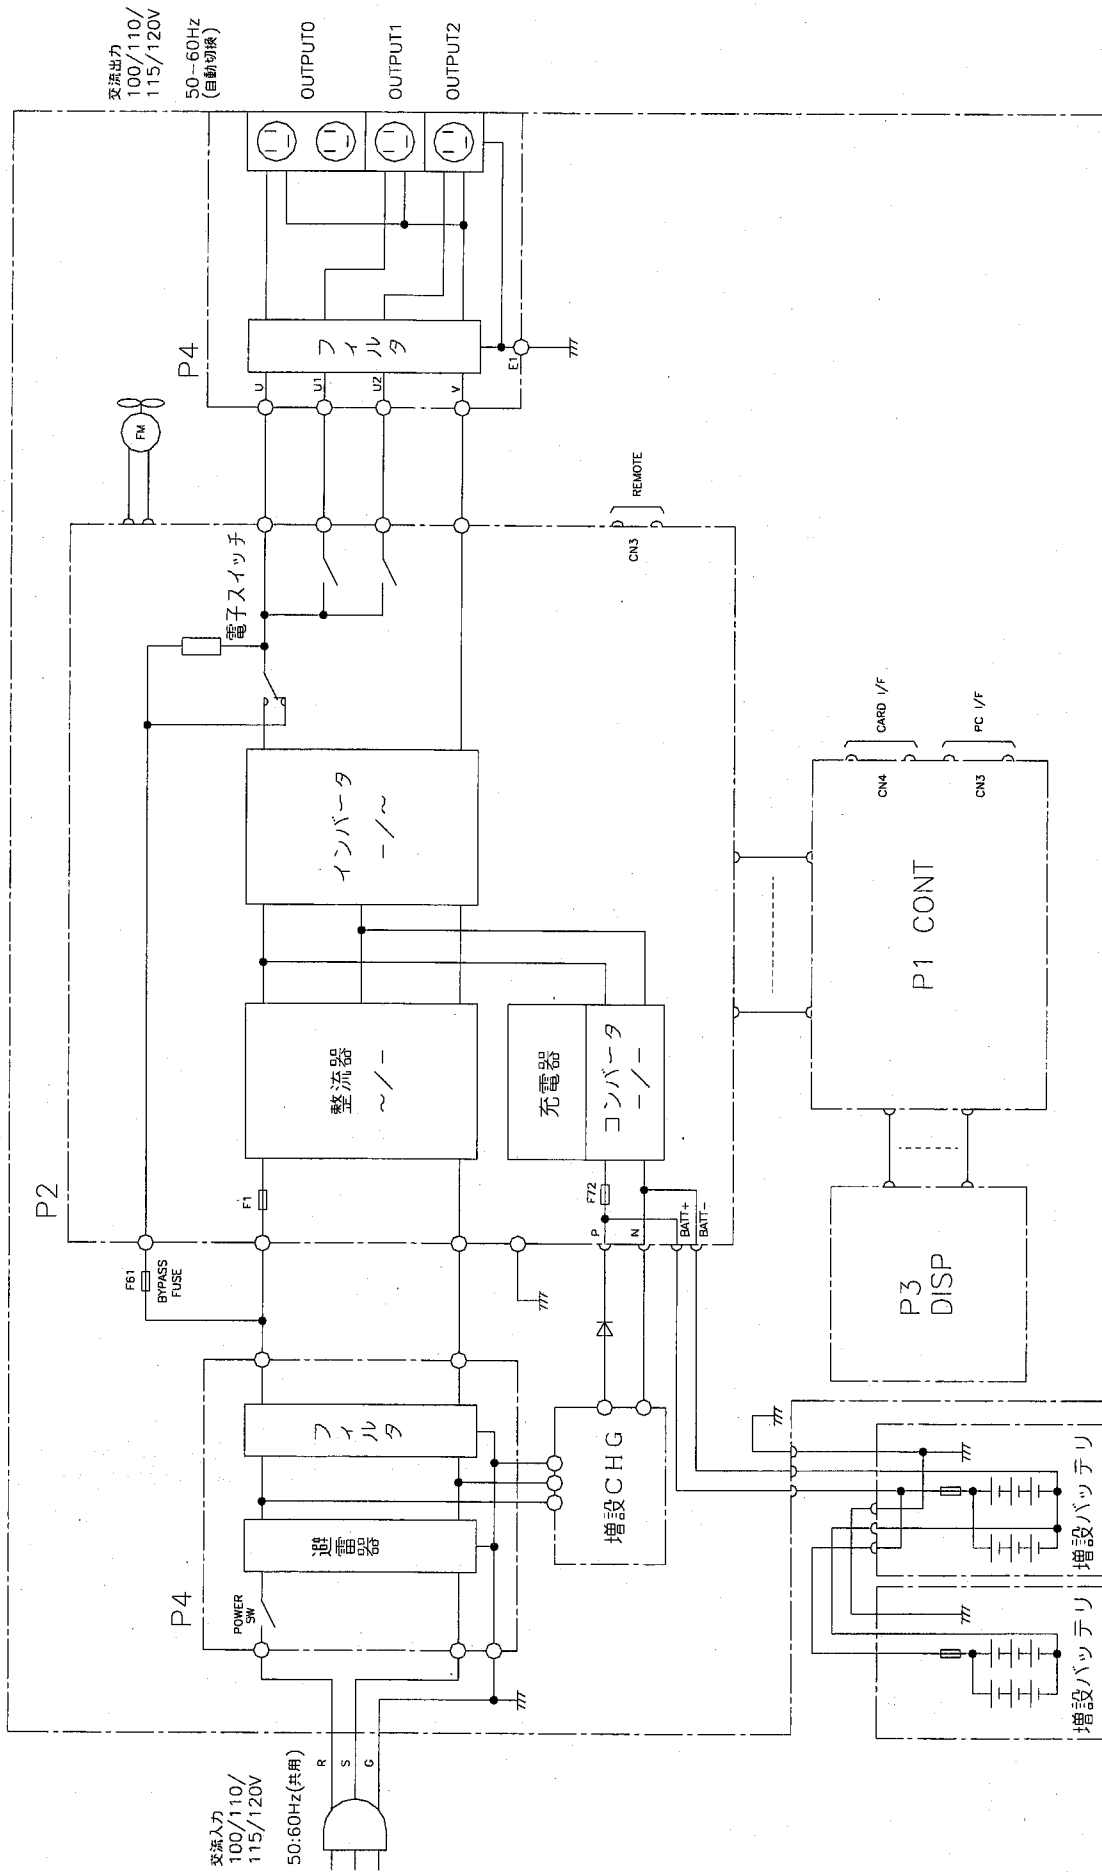 交流入力
100/110/
115/120V
50:60Hz(共用)
R
S
G
P4
POWER
SW
避雷器
フィルタ
増設CHG
F61
BYPASS
FUSE
P2
F1
整流器
~/-
インバータ
-/~
電子スイッチ
充電器
コンバータ
-/-
F72
P
N
BATT+
BATT-
CN3
REMOTE
FM
P4
U
U1
U2
V
フィルタ
E1
交流出力
100/110/
115/120V
50-60Hz
(自動切換)
OUTPUT0
OUTPUT1
OUTPUT2
P3
DISP
P1 CONT
CN4
CARD I/F
CN3
PC I/F
増設バッテリ
増設バッテリ